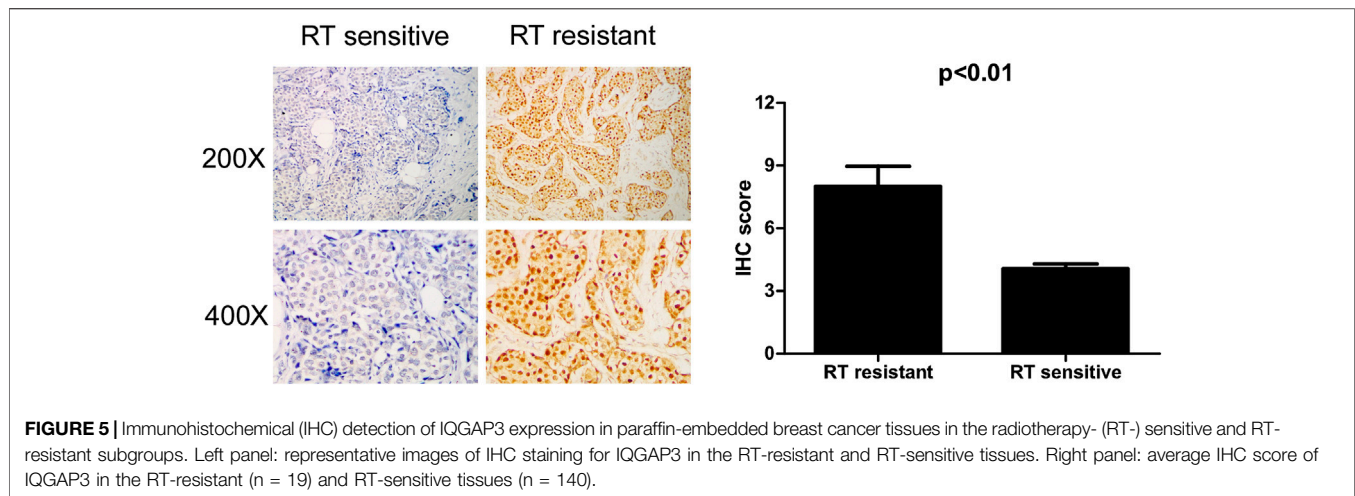 RT sensitive
RT resistant
200X
400X
p<0.01
IHC score
12
9
6
3
0
RT resistant
RT sensitive
FIGURE 5 | Immunohistochemical (IHC) detection of IQGAP3 expression in paraffin-embedded breast cancer tissues in the radiotherapy- (RT-) sensitive and RT-
resistant subgroups. Left panel: representative images of IHC staining for IQGAP3 in the RT-resistant and RT-sensitive tissues. Right panel: average IHC score of
IQGAP3 in the RT-resistant (n = 19) and RT-sensitive tissues (n = 140).